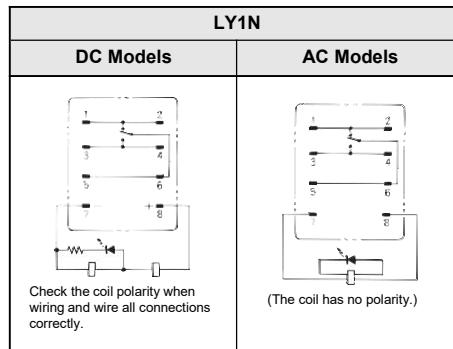 LY1N
DC Models
AC Models
1 2
3 4
5 6
7 - + 8
Check the coil polarity when
wiring and wire all connections
correctly.
1 2
3 4
5 6
7 8
(The coil has no polarity.)